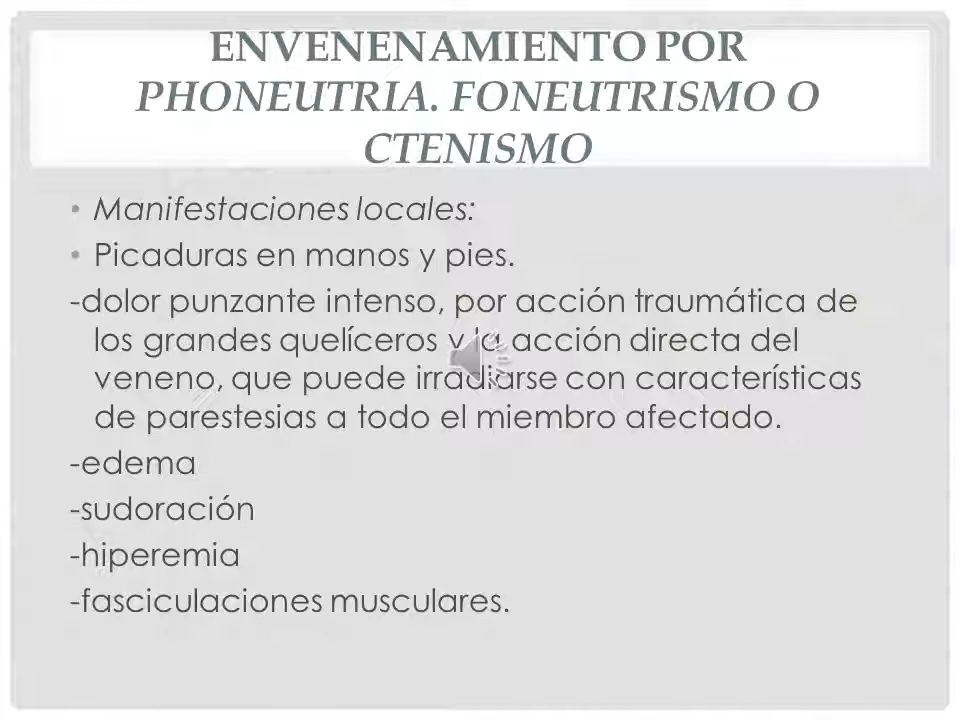 ENVENENAMIENTO POR
PHONEUTRIA. FONEUTRISMO O
CTENISMO
• Manifestaciones locales:
• Picaduras en manos y pies.
-dolor punzante intenso, por acción traumática de
los grandes quelíceros y la acción directa del
veneno, que puede irradiarse con características
de parestesias a todo el miembro afectado.
-edema
-sudoración
-hiperemia
-fasciculaciones musculares.